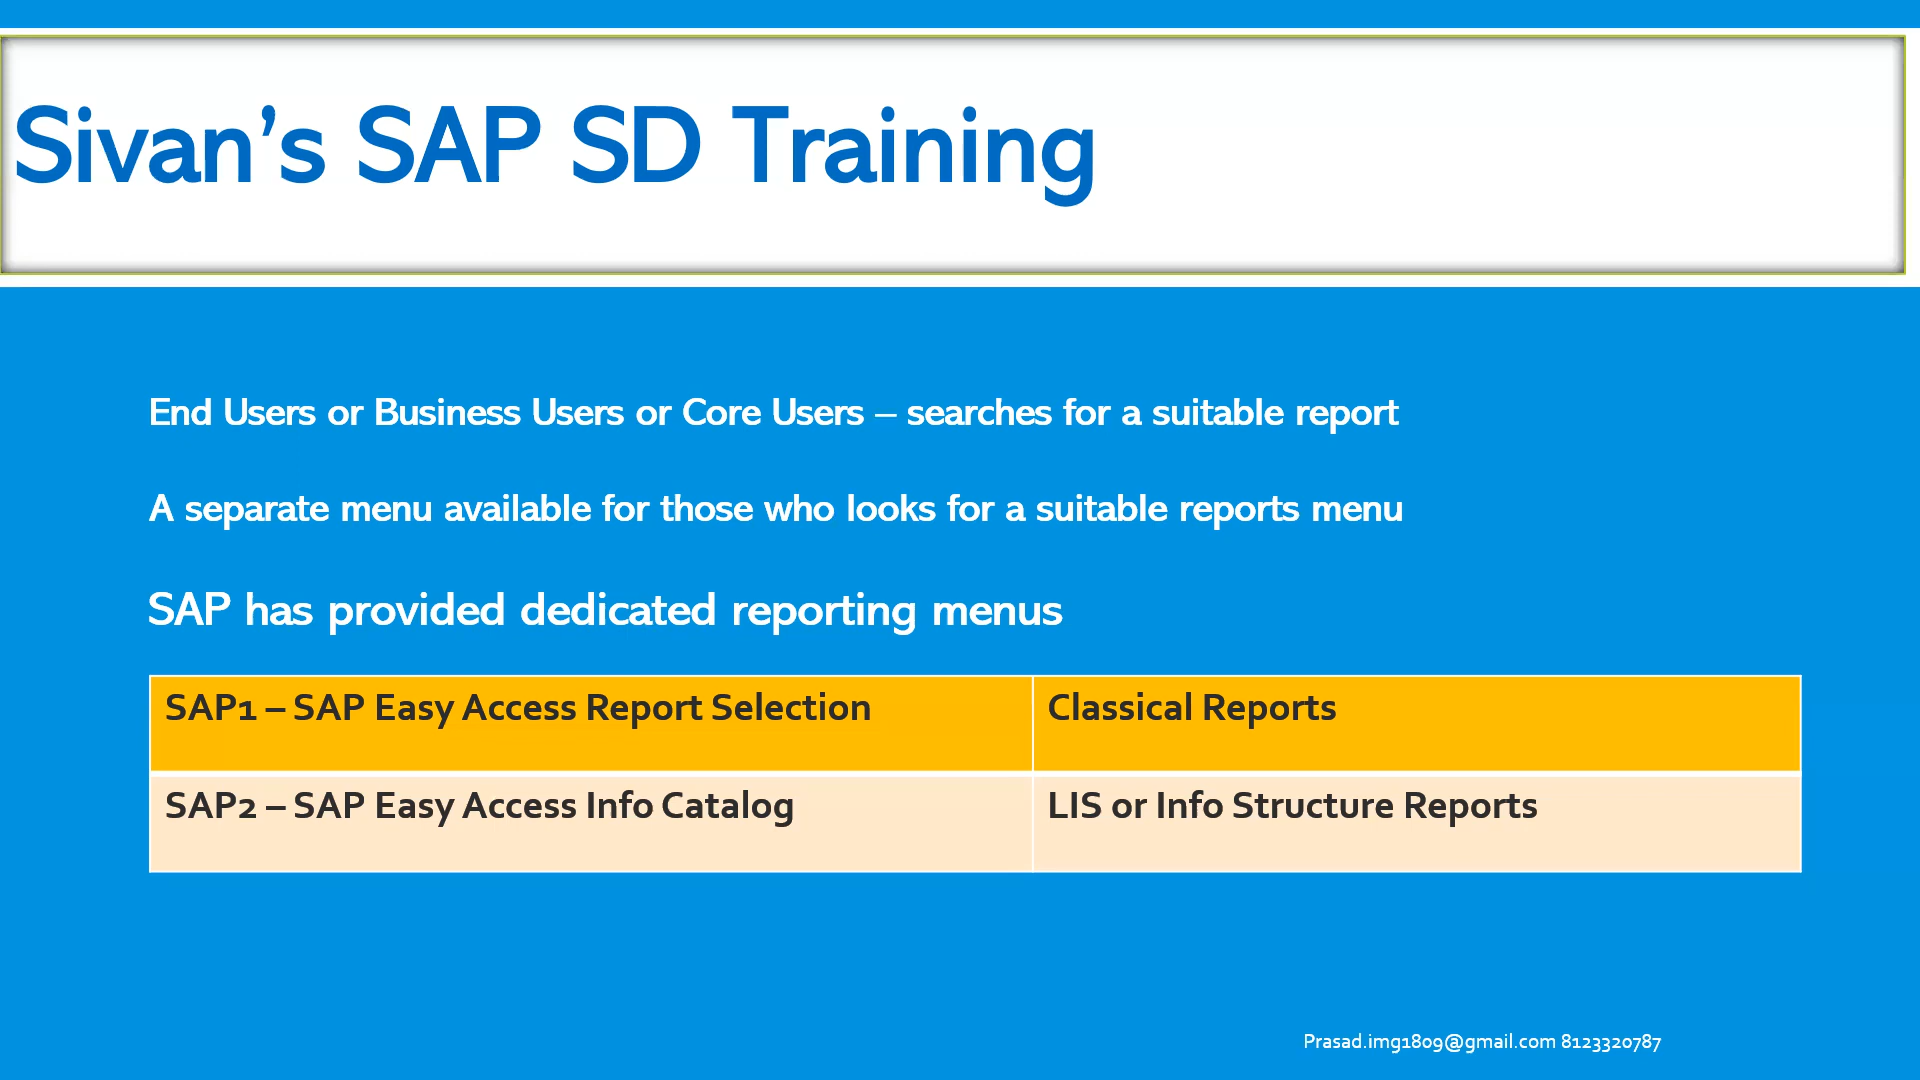 Sivan’s SAP SD Training
End Users or Business Users or Core Users – searches for a suitable report
A separate menu available for those who looks for a suitable reports menu
SAP has provided dedicated reporting menus
SAP1 – SAP Easy Access Report Selection Classical Reports
SAP2 – SAP Easy Access Info Catalog LIS or Info Structure Reports
Prasad.img1809@gmail.com 8123320787